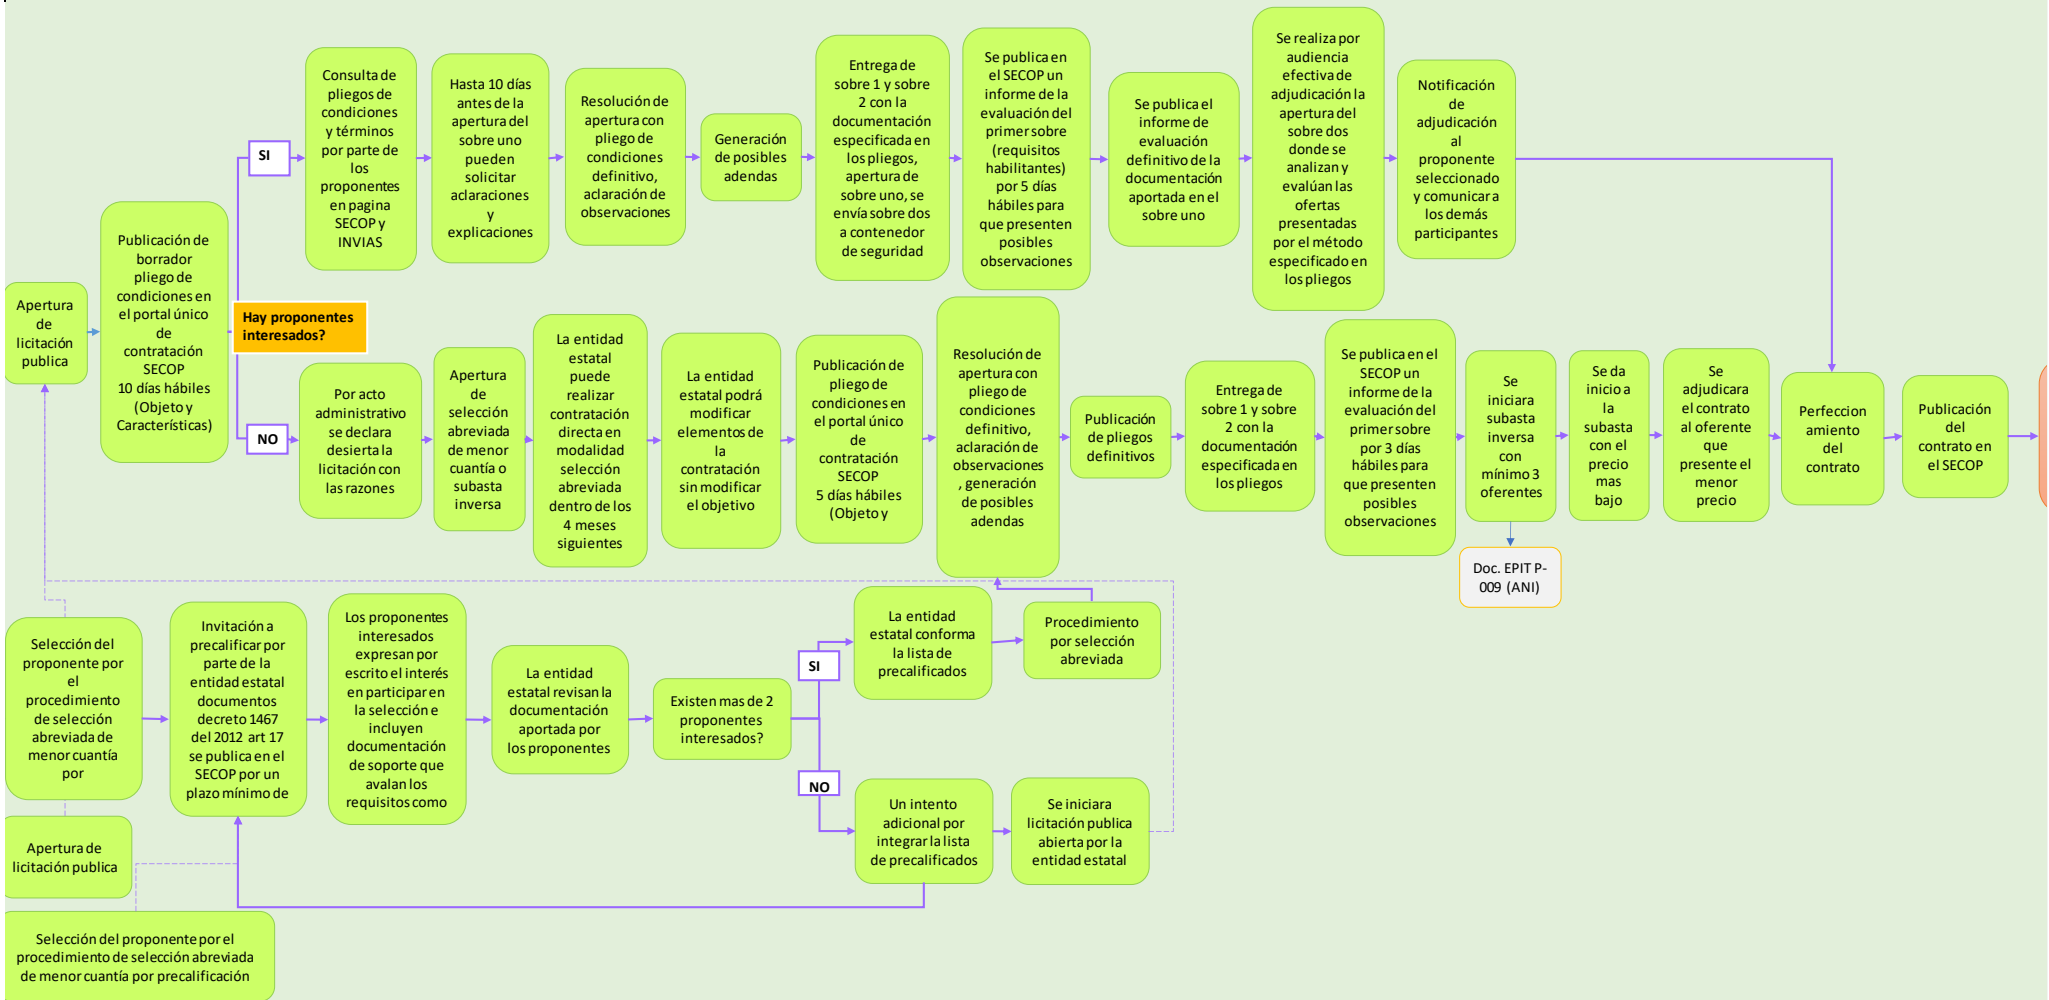 Apertura
de
licitación
publica
Publicación de
borrador
pliego de
condiciones en
el portal único
de
contratación
SECOP
10 días hábiles
(Objeto y
Características)
Hay proponentes
interesados?
SI
Consulta de
pliegos de
condiciones
y términos
por parte de
los
proponentes
en pagina
SECOP y
INVIAS
Hasta 10 días
antes de la
apertura del
sobre uno
pueden
solicitar
aclaraciones
y
explicaciones
Resolución de
apertura con
pliego de
condiciones
definitivo,
aclaración de
observaciones
Generación
de posibles
adendas
Entrega de
sobre 1 y sobre
2 con la
documentación
especificada en
los pliegos,
apertura de
sobre uno, se
envía sobre dos
a contenedor
de seguridad
Se publica en
el SECOP un
informe de la
evaluación del
primer sobre
(requisitos
habilitantes)
por 5 días
hábiles para
que presenten
posibles
observaciones
Se publica el
informe de
evaluación
definitivo de la
documentación
aportada en el
sobre uno
Se realiza por
audiencia
efectiva de
adjudicación la
apertura del
sobre dos
donde se
analizan y
evalúan las
ofertas
presentadas
por el método
especificado en
los pliegos
Notificación
de
adjudicación
al
proponente
seleccionado
y comunicar a
los demás
participantes
NO
Por acto
administrativo
se declara
desierta la
licitación con
las razones
Apertura
de
selección
abreviada
de menor
cuantía o
subasta
inversa
La entidad
estatal
puede
realizar
contratación
directa en
modalidad
selección
abreviada
dentro de los
4 meses
siguientes
La entidad
estatal podrá
modificar
elementos de
la
contratación
sin modificar
el objetivo
Publicación de
pliego de
condiciones en
el portal único
de
contratación
SECOP
5 días hábiles
(Objeto y
Resolución de
apertura con
pliego de
condiciones
definitivo,
aclaración de
observaciones
, generación
de posibles
adendas
Publicación
de pliegos
definitivos
Entrega de
sobre 1 y sobre
2 con la
documentación
especificada en
los pliegos
Se publica en el
SECOP un
informe de la
evaluación del
primer sobre
por 3 días
hábiles para
que presenten
posibles
observaciones
Se
iniciara
subasta
inversa
con
mínimo 3
oferentes
Doc. EPIT P-
009 (ANI)
Se da
inicio a
la
subasta
con el
precio
mas
bajo
Se
adjudicara
el contrato
al oferente
que
presente el
menor
precio
Perfeccion
amiento
del
contrato
Publicación
del
contrato en
el SECOP
Selección del
proponente por
el
procedimiento
de selección
abreviada de
menor cuantía
por
Invitación a
precalificar por
parte de la
entidad estatal
documentos
decreto 1467
del 2012 art 17
se publica en el
SECOP por un
plazo mínimo de
Los proponentes
interesados
expresan por
escrito el interés
en participar en
la selección e
incluyen
documentación
de soporte que
avalan los
requisitos como
La entidad
estatal revisan la
documentación
aportada por
los proponentes
Existen mas de 2
proponentes
interesados?
SI
La entidad
estatal conforma
la lista de
precalificados
Procedimiento
por selección
abreviada
NO
Un intento
adicional por
integrar la lista
de precalificados
Se iniciara
licitación publica
abierta por la
entidad estatal
Apertura de
licitación publica
Selección del proponente por el
procedimiento de selección abreviada
de menor cuantía por precalificación